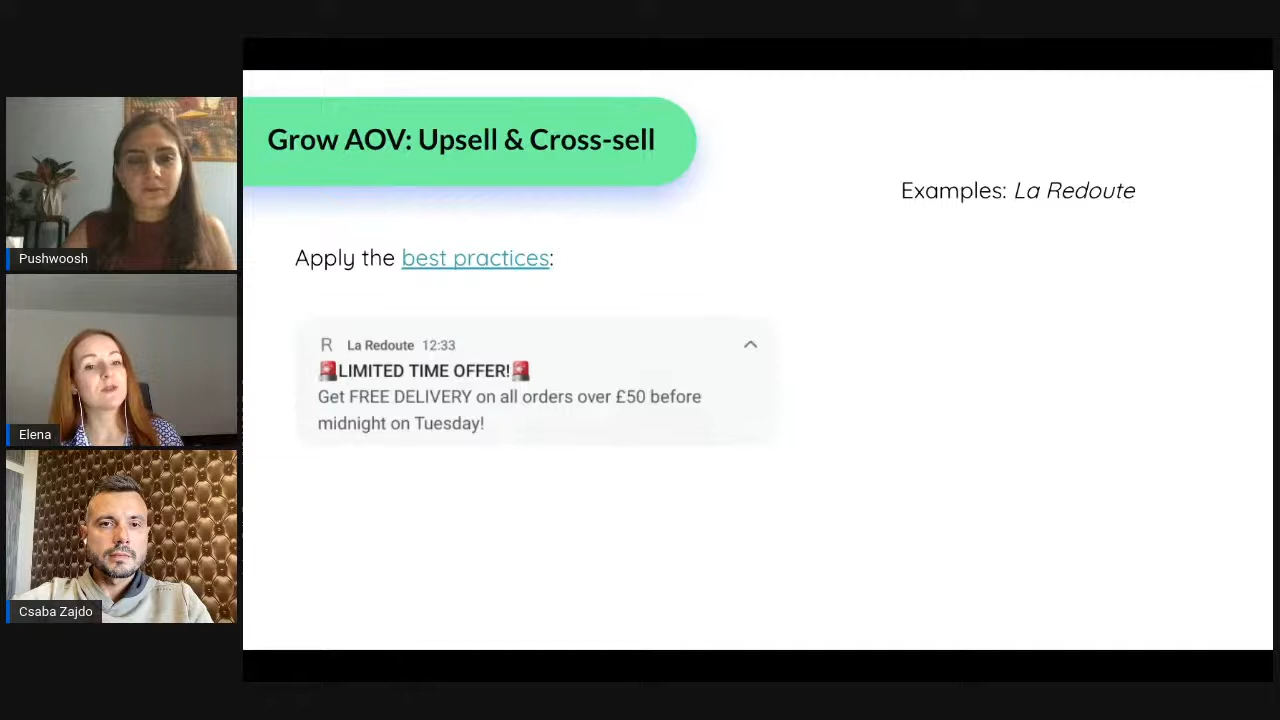 Grow AOV: Upsell & Cross-sell
Examples: La Redoute
Apply the best practices:
R La Redoute 12:33
🚨LIMITED TIME OFFER!🚨
Get FREE DELIVERY on all orders over £50 before
midnight on Tuesday!
Pushwoosh
Elena
Csaba Zajdo